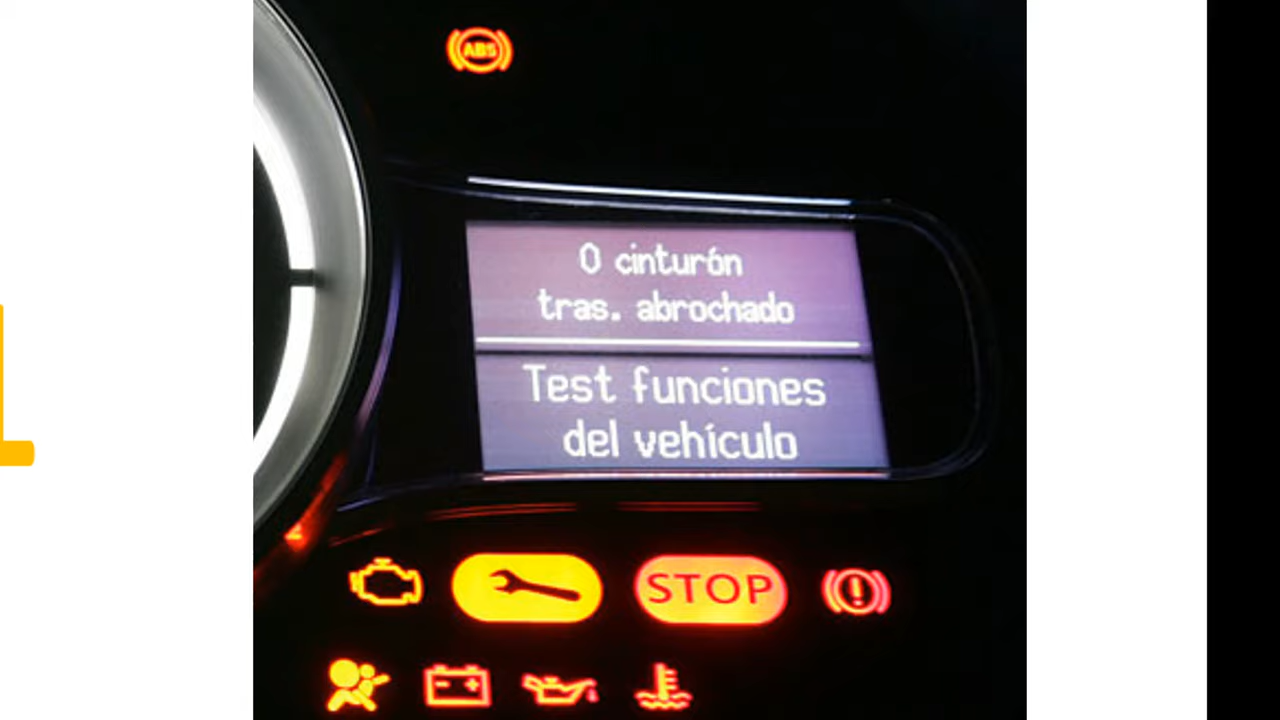 ABS
0 cinturón
tras. abrochado
Test funciones
del vehículo
STOP